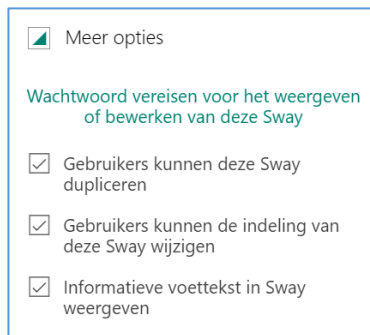 Meer opties
Wachtwoord vereisen voor het weergeven
of bewerken van deze Sway
Gebruikers kunnen deze Sway
dupliceren
Gebruikers kunnen de indeling van
deze Sway wijzigen
Informatieve voettekst in Sway
weergeven